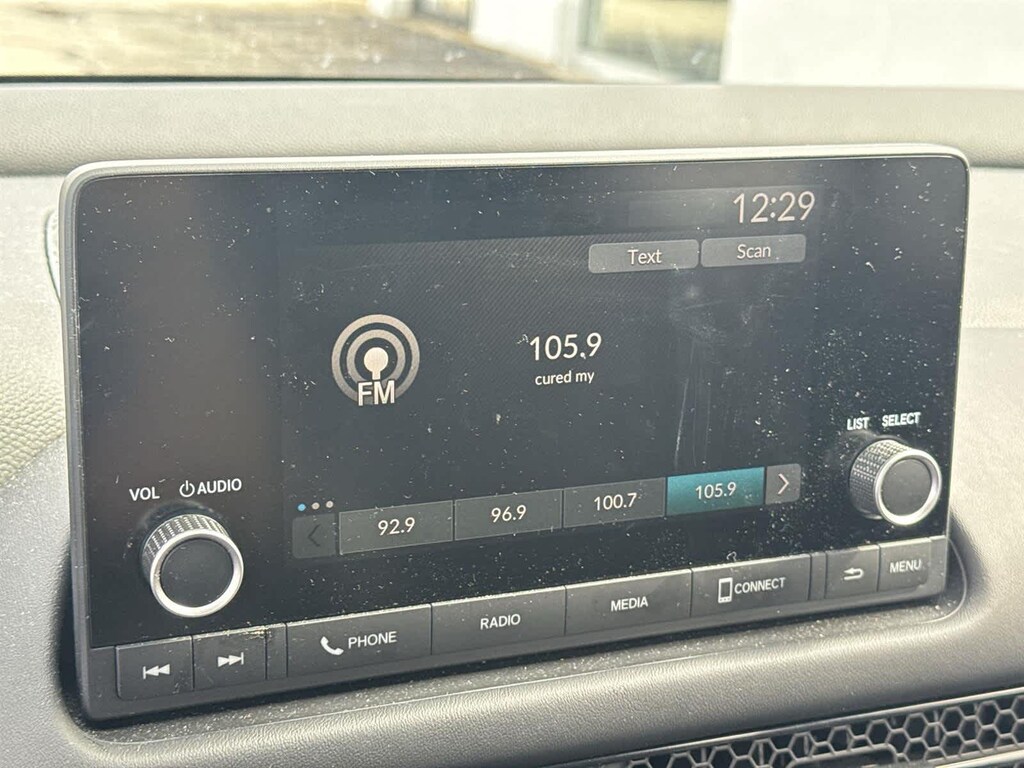 12:29
Text Scan
105.9
cured my
FM
LIST SELECT
VOL AUDIO
92.9 96.9 100.7 105.9
PHONE RADIO MEDIA CONNECT MENU